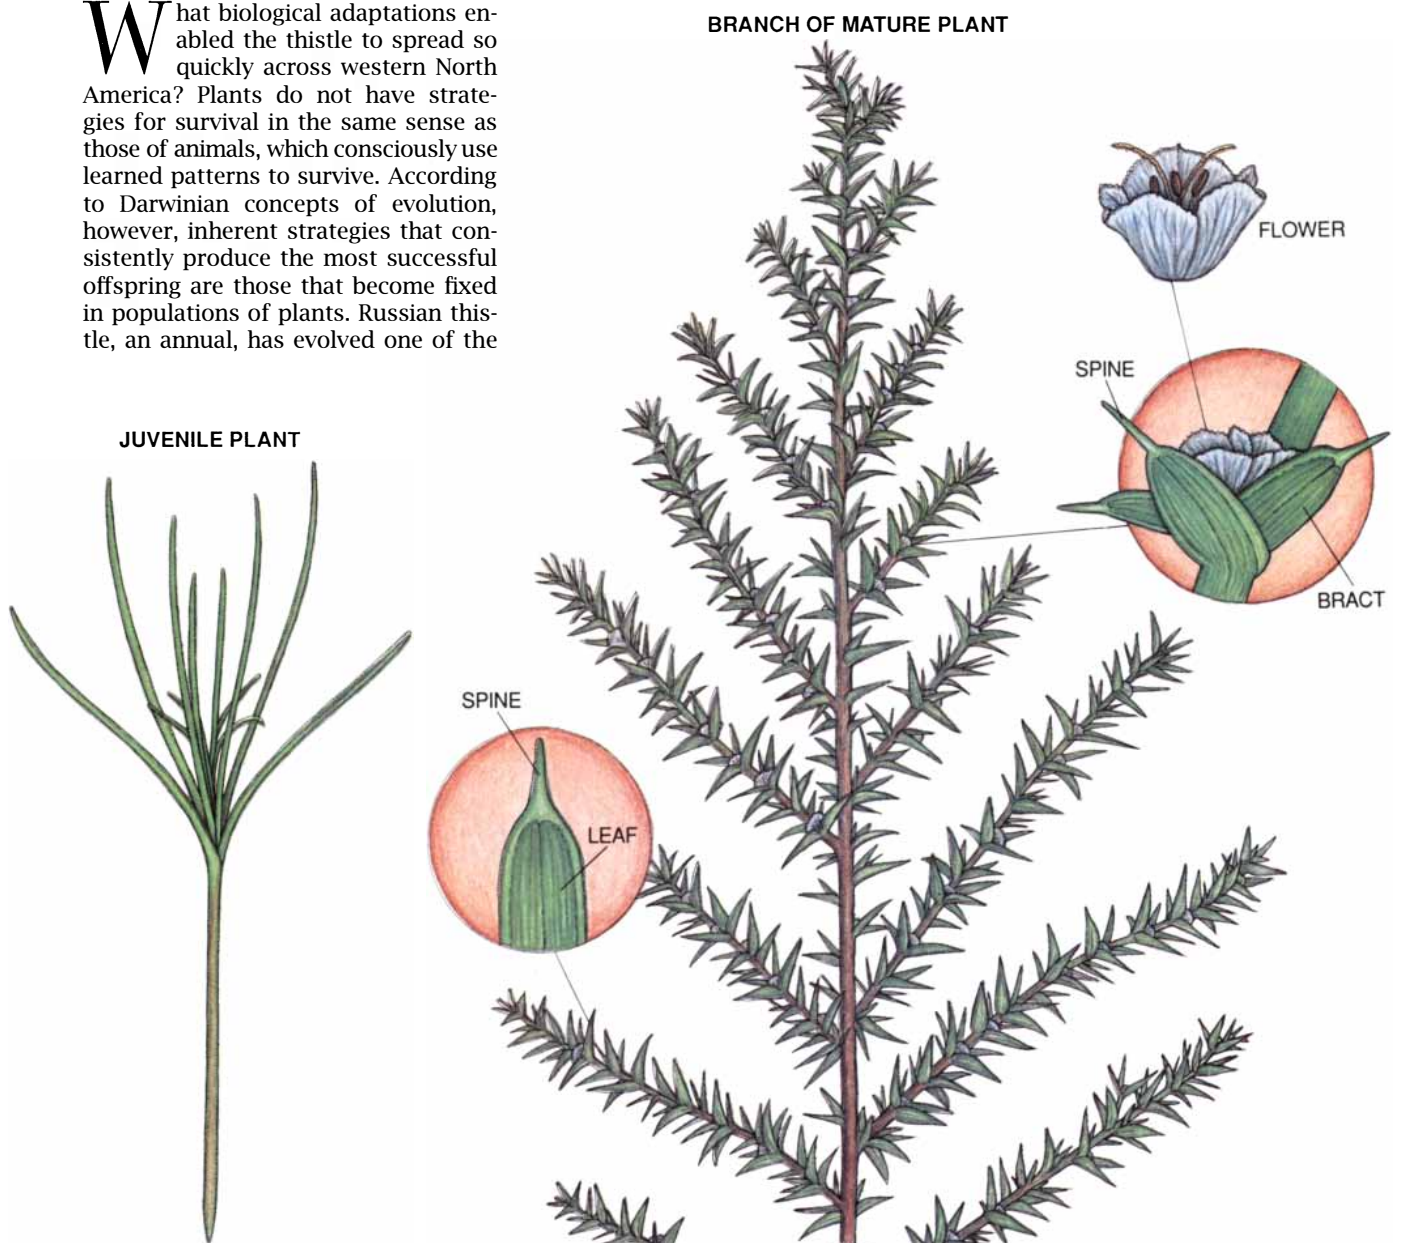 What biological adaptations en-
abled the thistle to spread so
quickly across western North
America? Plants do not have strate-
gies for survival in the same sense as
those of animals, which consciously use
learned patterns to survive. According
to Darwinian concepts of evolution,
however, inherent strategies that con-
sistently produce the most successful
offspring are those that become fixed
in populations of plants. Russian this-
tle, an annual, has evolved one of the
JUVENILE PLANT
BRANCH OF MATURE PLANT
FLOWER
SPINE
BRACT
SPINE
LEAF